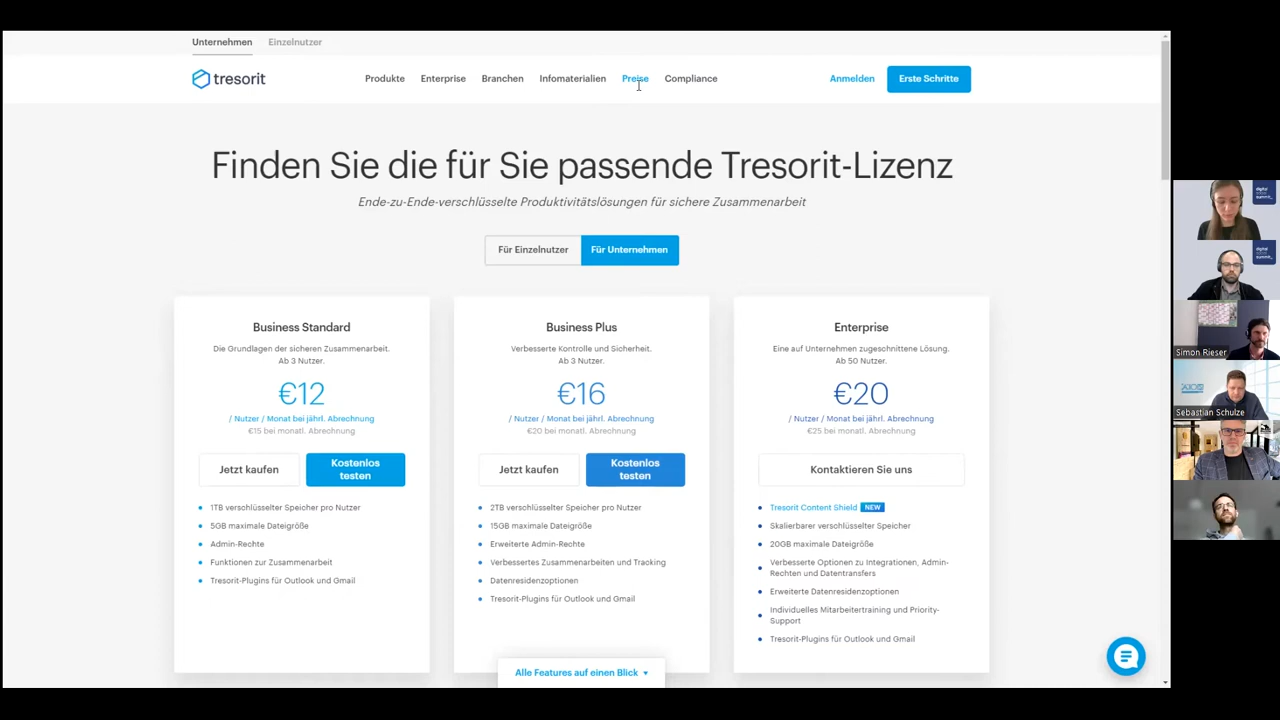 Unternehmen Einzelnutzer
tresorit
Produkte Enterprise Branchen Infomaterialien Preise Compliance
Anmelden Erste Schritte
Finden Sie die für Sie passende Tresorit-Lizenz
Ende-zu-Ende-verschlüsselte Produktivitätslösungen für sichere Zusammenarbeit
Für Einzelnutzer Für Unternehmen
Business Standard
Die Grundlagen der sicheren Zusammenarbeit.
Ab 3 Nutzer.
€12
/ Nutzer / Monat bei jährl. Abrechnung
€15 bei monatl. Abrechnung
Jetzt kaufen
Kostenlos
testen
1TB verschlüsselter Speicher pro Nutzer
5GB maximale Dateigröße
Admin-Rechte
Funktionen zur Zusammenarbeit
Tresorit-Plugins für Outlook und Gmail
Business Plus
Verbesserte Kontrolle und Sicherheit.
Ab 3 Nutzer.
€16
/ Nutzer / Monat bei jährl. Abrechnung
€20 bei monatl. Abrechnung
Jetzt kaufen
Kostenlos
testen
2TB verschlüsselter Speicher pro Nutzer
15GB maximale Dateigröße
Erweiterte Admin-Rechte
Verbessertes Zusammenarbeiten und Tracking
Datenresidenzoptionen
Tresorit-Plugins für Outlook und Gmail
Enterprise
Eine auf Unternehmen zugeschnittene Lösung.
Ab 50 Nutzer.
€20
/ Nutzer / Monat bei jährl. Abrechnung
€25 bei monatl. Abrechnung
Kontaktieren Sie uns
Tresorit Content Shield NEW
Skalierbarer verschlüsselter Speicher
20GB maximale Dateigröße
Verbesserte Optionen zu Integrationen, Admin-
Rechten und Datentransfers
Erweiterte Datenresidenzoptionen
Individuelles Mitarbeitertraining und Priority-
Support
Tresorit-Plugins für Outlook und Gmail
Alle Features auf einen Blick
digital
summit_
digital
summit_
Simon Rieser
Sebastian Schulze